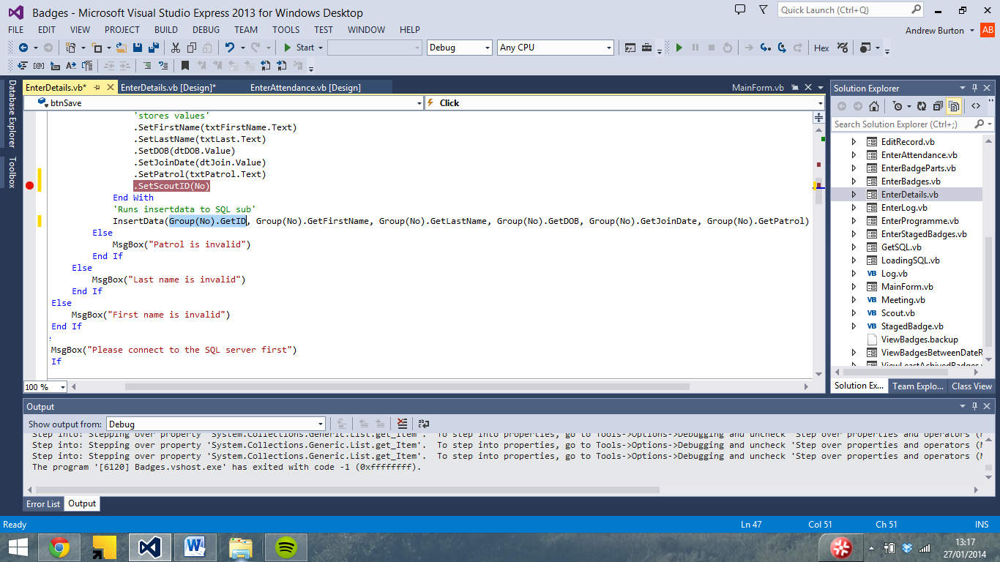 Badges - Microsoft Visual Studio Express 2013 for Windows Desktop
Quick Launch (Ctrl+Q)
FILE EDIT VIEW PROJECT BUILD DEBUG TEAM TOOLS TEST WINDOW HELP
Andrew Burton AB
Start Debug Any CPU Hex
Database Explorer
Toolbox
EnterDetails.vb* EnterDetails.vb [Design]* EnterAttendance.vb [Design] MainForm.vb
btnSave Click
'stores values'
.SetFirstName(txtFirstName.Text)
.SetLastName(txtLast.Text)
.SetDOB(dtDOB.Value)
.SetJoinDate(dtJoin.Value)
.SetPatrol(txtPatrol.Text)
.SetScoutID(No)
End With
'Runs insertdata to SQL sub'
InsertData(Group(No).GetID, Group(No).GetFirstName, Group(No).GetLastName, Group(No).GetDOB, Group(No).GetJoinDate, Group(No).GetPatrol)
Else
MsgBox("Patrol is invalid")
End If
Else
MsgBox("Last name is invalid")
End If
Else
MsgBox("First name is invalid")
End If
MsgBox("Please connect to the SQL server first")
If
100 %
Solution Explorer
Search Solution Explorer (Ctrl+;)
EditRecord.vb
EnterAttendance.vb
EnterBadgeParts.vb
EnterBadges.vb
EnterDetails.vb
EnterLog.vb
EnterProgramme.vb
EnterStagedBadges.vb
GetSQL.vb
LoadingSQL.vb
VB Log.vb
MainForm.vb
VB Meeting.vb
VB Scout.vb
VB StagedBadge.vb
ViewBadges.backup
ViewBadgesBetweenDateR
ViewLeastAchivedBadges.v
Solution Ex... Team Explo... Class View
Output
Show output from: Debug
Step into: Stepping over property 'System.Collections.Generic.List.get_Item'. To step into properties, go to Tools->Options->Debugging and uncheck 'Step over properties and operators (M
Step into: Stepping over property 'System.Collections.Generic.List.get_Item'. To step into properties, go to Tools->Options->Debugging and uncheck 'Step over properties and operators (M
Step into: Stepping over property 'System.Collections.Generic.List.get_Item'. To step into properties, go to Tools->Options->Debugging and uncheck 'Step over properties and operators (M
The program '[6120] Badges.vshost.exe' has exited with code -1 (0xffffffff).
Error List Output
Ready Ln 47 Col 51 Ch 51 INS
13:17
27/01/2014